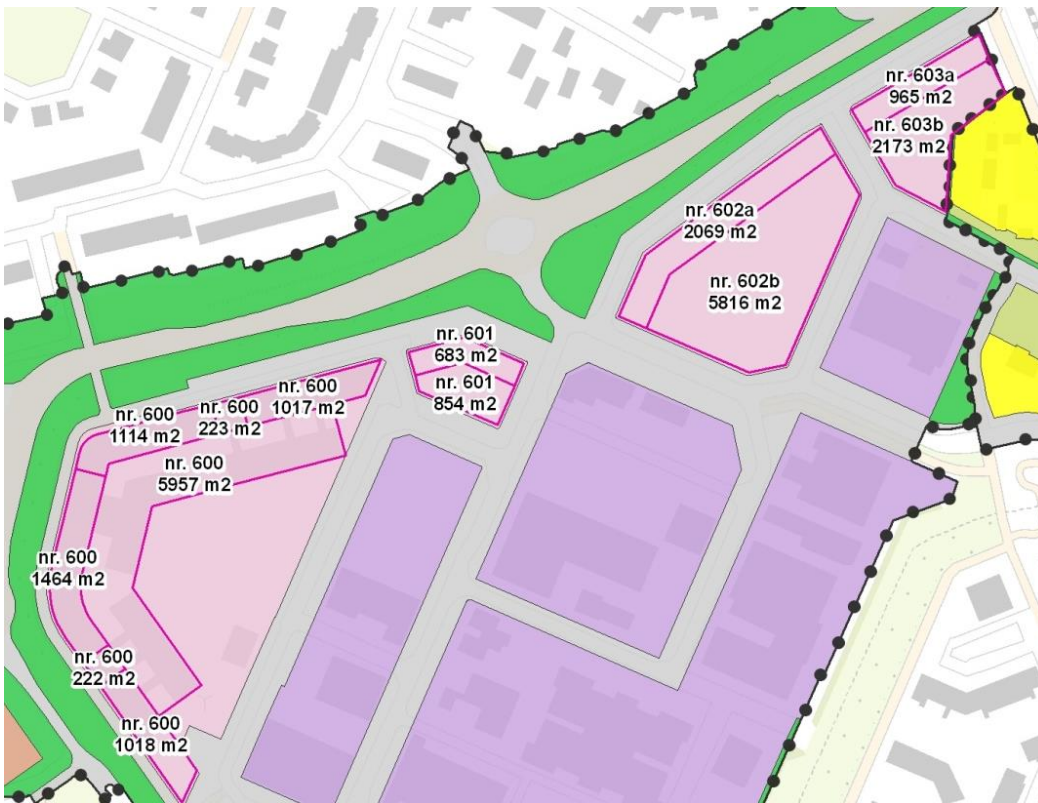 nr. 603a
965 m2
nr. 603b
2173 m2
nr. 602a
2069 m2
nr. 602b
5816 m2
nr. 601
683 m2
nr. 601
854 m2
nr. 600
1017 m2
nr. 600
223 m2
nr. 600
1114 m2
nr. 600
5957 m2
nr. 600
1464 m2
nr. 600
222 m2
nr. 600
1018 m2